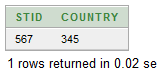 STID COUNTRY
567 345
1 rows returned in 0.02 se